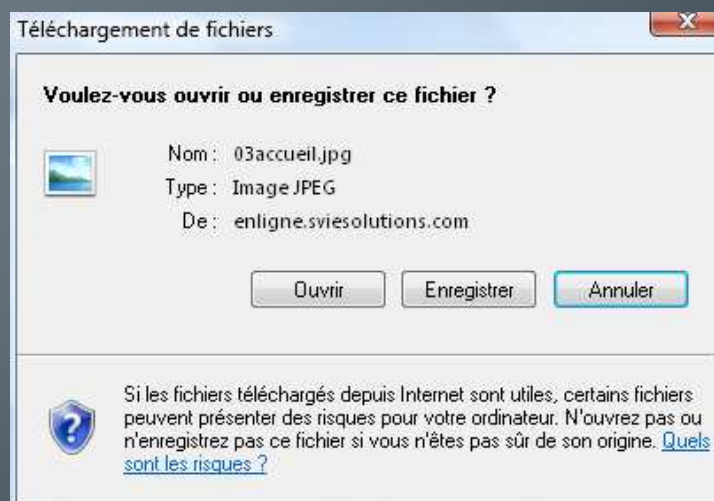 Téléchargement de fichiers
Voulez-vous ouvrir ou enregistrer ce fichier ?
Nom : 03accueil.jpg
Type : Image JPEG
De : enligne.sviesolutions.com
Ouvrir Enregistrer Annuler
Si les fichiers téléchargés depuis Internet sont utiles, certains fichiers
peuvent présenter des risques pour votre ordinateur. N'ouvrez pas ou
n'enregistrez pas ce fichier si vous n'êtes pas sûr de son origine. Quels
sont les risques ?